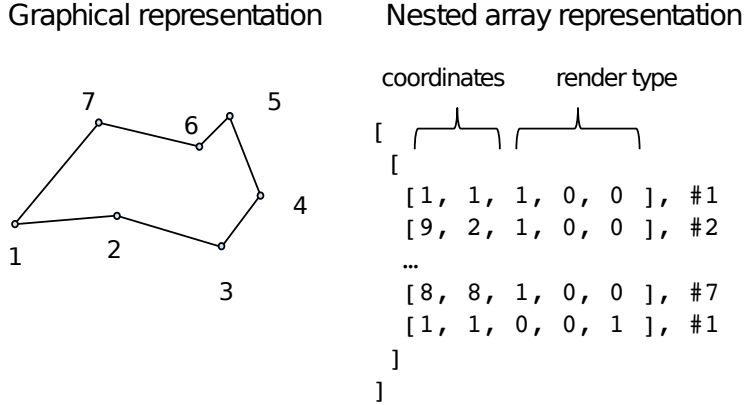 Graphical representation
Nested array representation
7
6
5
4
1
2
3
coordinates
render type
[
[
[1, 1, 1, 0, 0 ], #1
[9, 2, 1, 0, 0 ], #2
…
[8, 8, 1, 0, 0 ], #7
[1, 1, 0, 0, 1 ], #1
]
]